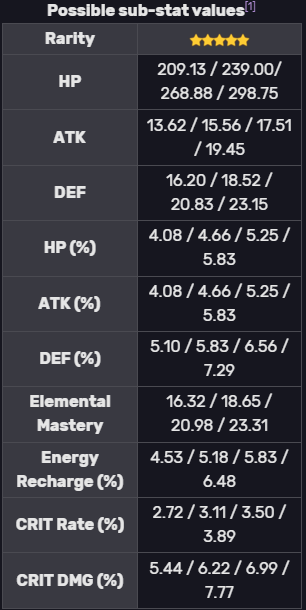 Possible sub-stat values[1]
Rarity
HP
209.13 / 239.00/
268.88 / 298.75
ATK
13.62 / 15.56 / 17.51
/ 19.45
DEF
16.20 / 18.52 /
20.83 / 23.15
HP (%)
4.08 / 4.66 / 5.25 /
5.83
ATK (%)
4.08 / 4.66 / 5.25 /
5.83
DEF (%)
5.10 / 5.83 / 6.56 /
7.29
Elemental
Mastery
16.32 / 18.65 /
20.98 / 23.31
Energy
Recharge (%)
4.53 / 5.18 / 5.83 /
6.48
CRIT Rate (%)
2.72 / 3.11 / 3.50 /
3.89
CRIT DMG (%)
5.44 / 6.22 / 6.99 /
7.77